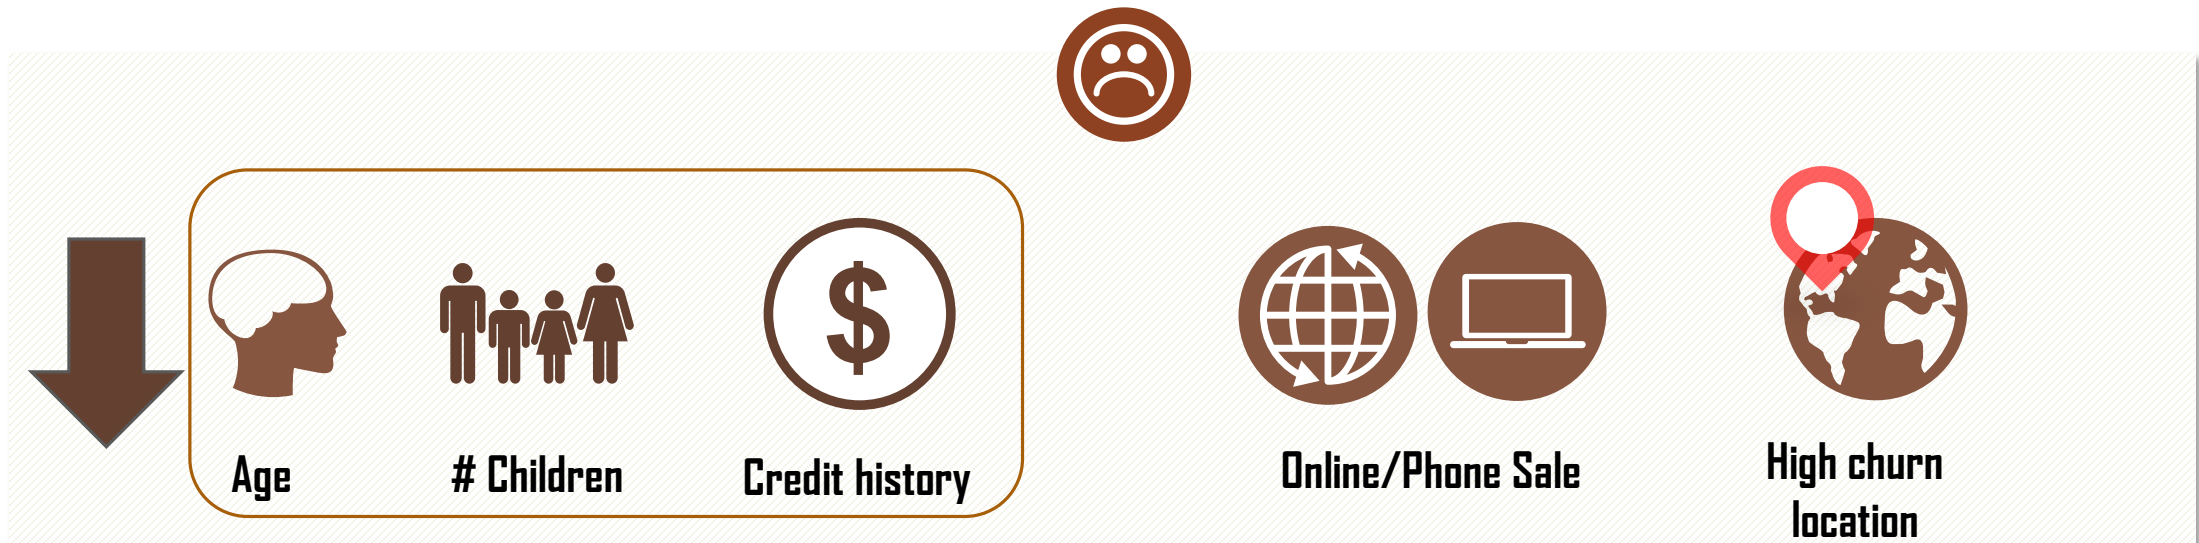 Age
# Children
Credit history
Online/Phone Sale
High churn
location